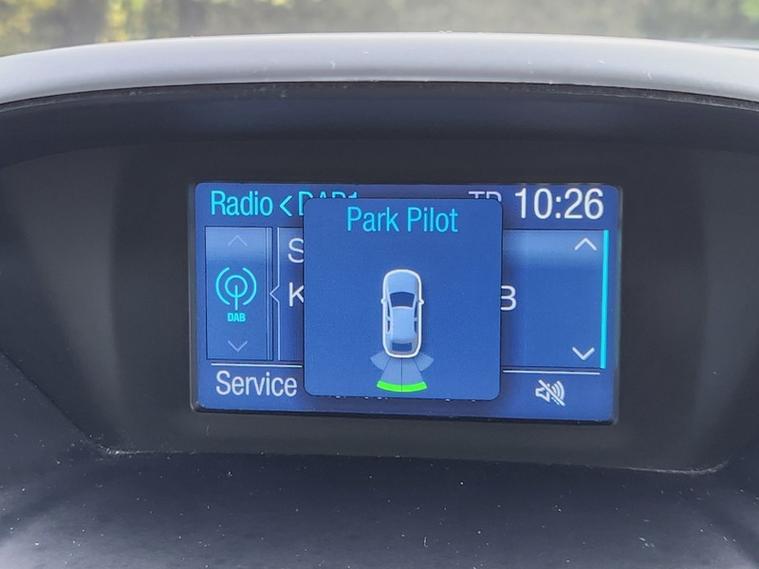 Radio < DAB1 TP 10:26
Park Pilot
S
K B
DAB
Service